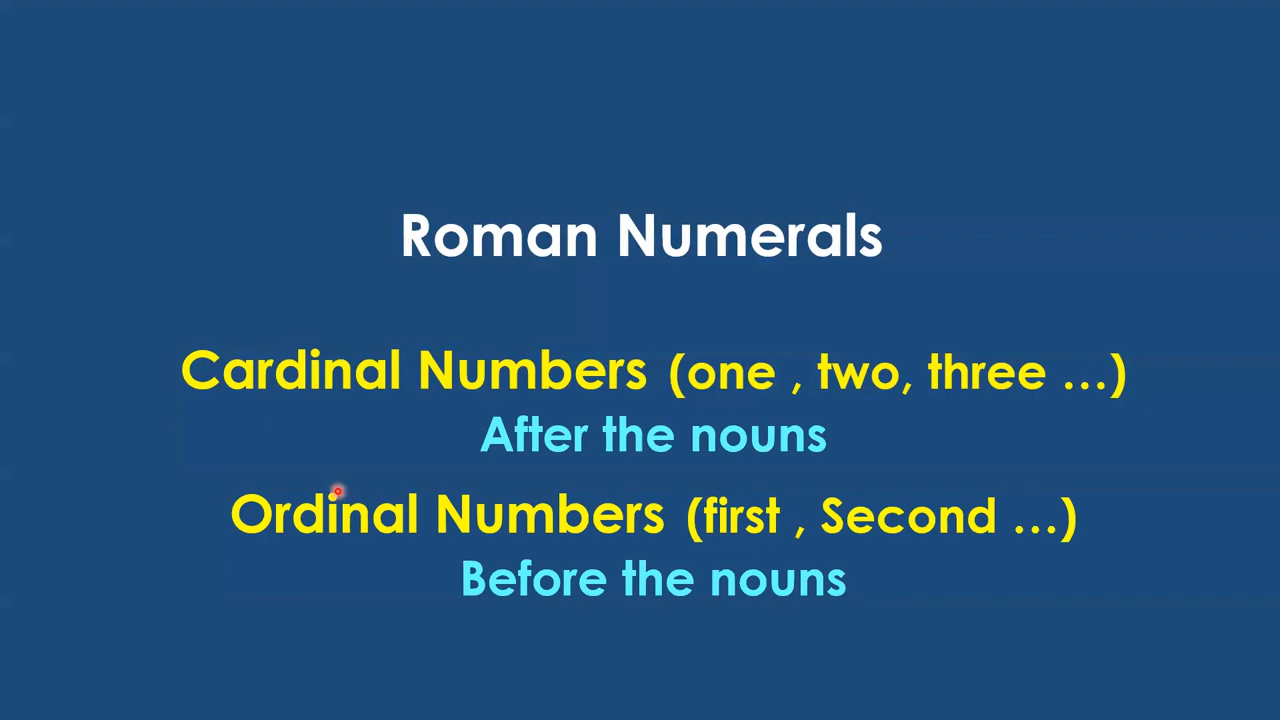 Roman Numerals
Cardinal Numbers (one , two, three ...)
After the nouns
Ordinal Numbers (first , Second ...)
Before the nouns